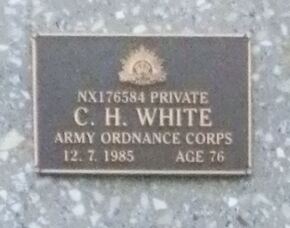 NX176584 PRIVATE
C. H. WHITE
ARMY ORDNANCE CORPS
12. 7. 1985 AGE 76